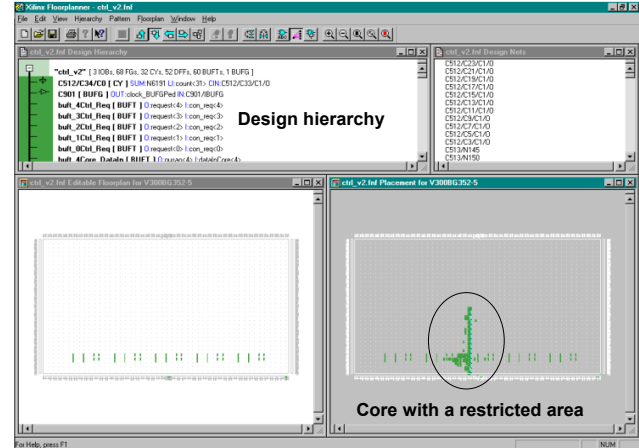 Xilinx Floorplanner - ctrl_v2.fnf
File Edit View Hierarchy Pattern Floorplan Window Help
ctrl_v2.fnf Design Hierarchy
"ctrl_v2" [ 3 IOBs, 68 FGs, 32 CYs, 52 DFFs, 60 BUFTs, 1 BUFG ]
C512/C34/C0 [ CY ] SUM:N6191 LI:count<31> CIN:C512/C33/C1/0
C901 [ BUFG ] OUT:clock_BUFGPed IN:C901/IBUFG
buft_4Ctrl_Req [ BUFT ] O:request<4> I:con_req<4>
buft_3Ctrl_Req [ BUFT ] O:request<3> I:con_req<3>
buft_2Ctrl_Req [ BUFT ] O:request<2> I:con_req<2>
buft_1Ctrl_Req [ BUFT ] O:request<1> I:con_req<1>
buft_0Ctrl_Req [ BUFT ] O:request<0> I:con_req<0>
Design hierarchy
ctrl_v2.fnf Design Nets
C512/C23/C1/0
C512/C21/C1/0
C512/C19/C1/0
C512/C17/C1/0
C512/C15/C1/0
C512/C13/C1/0
C512/C11/C1/0
C512/C9/C1/0
C512/C7/C1/0
C512/C5/C1/0
C512/C3/C1/0
C513/N145
C513/N150
ctrl_v2.fnf Editable Floorplan for V300BG352-5
ctrl_v2.fnf Placement for V300BG352-5
Core with a restricted area
For Help, press F1
NUM